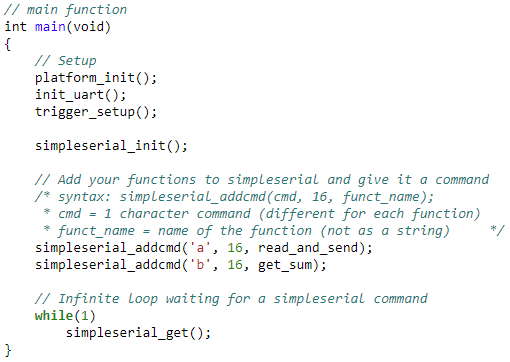 // main function
int main(void)
{
    // Setup
    platform_init();
    init_uart();
    trigger_setup();

    simpleserial_init();

    // Add your functions to simpleserial and give it a command
    /* syntax: simpleserial_addcmd(cmd, 16, funct_name);
     * cmd = 1 character command (different for each function)
     * funct_name = name of the function (not as a string)     */
    simpleserial_addcmd('a', 16, read_and_send);
    simpleserial_addcmd('b', 16, get_sum);

    // Infinite loop waiting for a simpleserial command
    while(1)
        simpleserial_get();
}